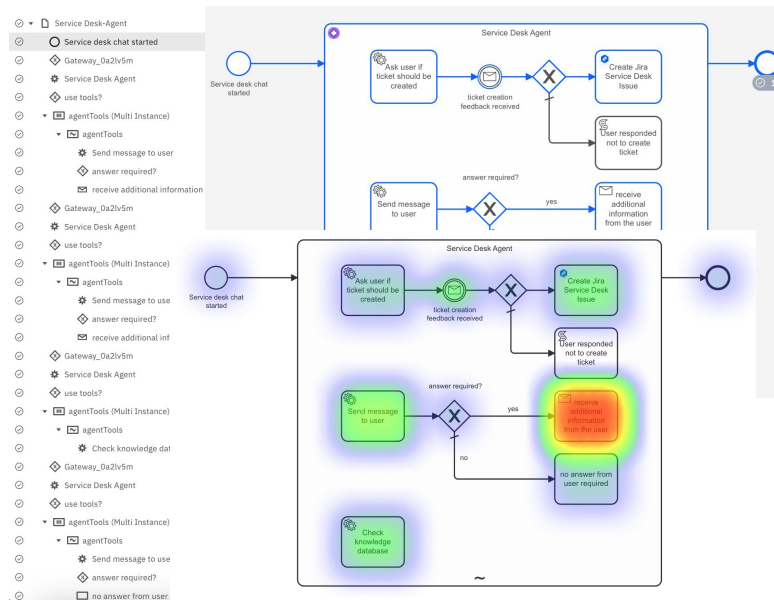 Service Desk-Agent
Service desk chat started
Gateway_0a2lv5m
Service Desk Agent
use tools?
agentTools (Multi Instance)
agentTools
Send message to user
answer required?
receive additional information
Gateway_0a2lv5m
Service Desk Agent
use tools?
agentTools (Multi Instance)
agentTools
Send message to use
answer required?
receive additional inf
Gateway_0a2lv5m
Service Desk Agent
use tools?
agentTools (Multi Instance)
agentTools
Check knowledge dat
Gateway_0a2lv5m
Service Desk Agent
use tools?
agentTools (Multi Instance)
agentTools
Send message to use
answer required?
no answer from user
Service Desk Agent
Service desk chat
started
Ask user if
ticket should be
created
ticket creation
feedback received
Create Jira
Service Desk
Issue
User responded
not to create
ticket
Send message
to user
answer required?
yes
receive
additional
information
from the user
Service Desk Agent
Service desk chat
started
Ask user if
ticket should be
created
ticket creation
feedback received
Create Jira
Service Desk
Issue
User responded
not to create
ticket
Send message
to user
answer required?
yes
receive
additional
information
from the user
no
no answer from
user required
Check
knowledge
database